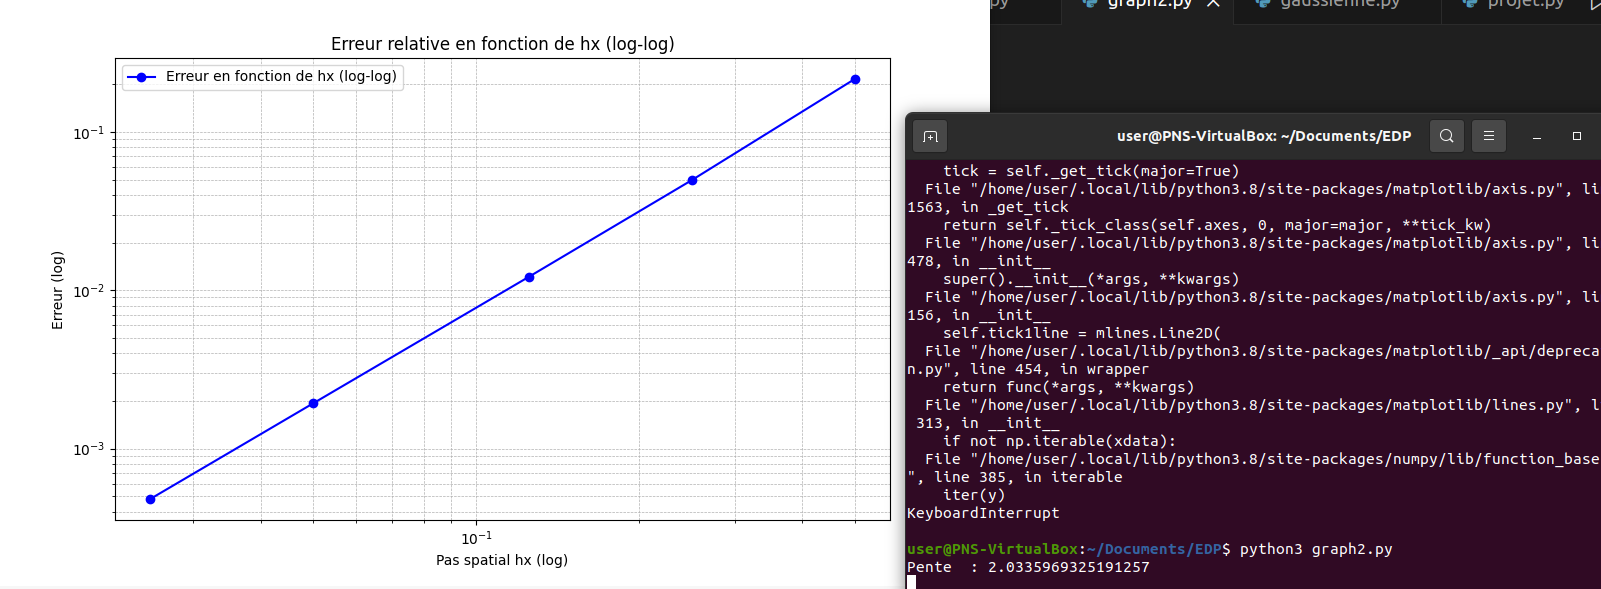 Erreur relative en fonction de hx (log-log)
Erreur en fonction de hx (log-log)
10⁻¹
10⁻²
10⁻³
Erreur (log)
10⁻¹
Pas spatial hx (log)
py
graph2.py
gaussienne.py
projet.py
user@PNS-VirtualBox: ~/Documents/EDP
tick = self._get_tick(major=True)
File "/home/user/.local/lib/python3.8/site-packages/matplotlib/axis.py", li
1563, in _get_tick
return self._tick_class(self.axes, 0, major=major, **tick_kw)
File "/home/user/.local/lib/python3.8/site-packages/matplotlib/axis.py", li
478, in __init__
super().__init__(*args, **kwargs)
File "/home/user/.local/lib/python3.8/site-packages/matplotlib/axis.py", li
156, in __init__
self.tick1line = mlines.Line2D(
File "/home/user/.local/lib/python3.8/site-packages/matplotlib/_api/depreca
n.py", line 454, in wrapper
return func(*args, **kwargs)
File "/home/user/.local/lib/python3.8/site-packages/matplotlib/lines.py", l
313, in __init__
if not np.iterable(xdata):
File "/home/user/.local/lib/python3.8/site-packages/numpy/lib/function_base
", line 385, in iterable
iter(y)
KeyboardInterrupt
user@PNS-VirtualBox:~/Documents/EDP$ python3 graph2.py
Pente : 2.0335969325191257